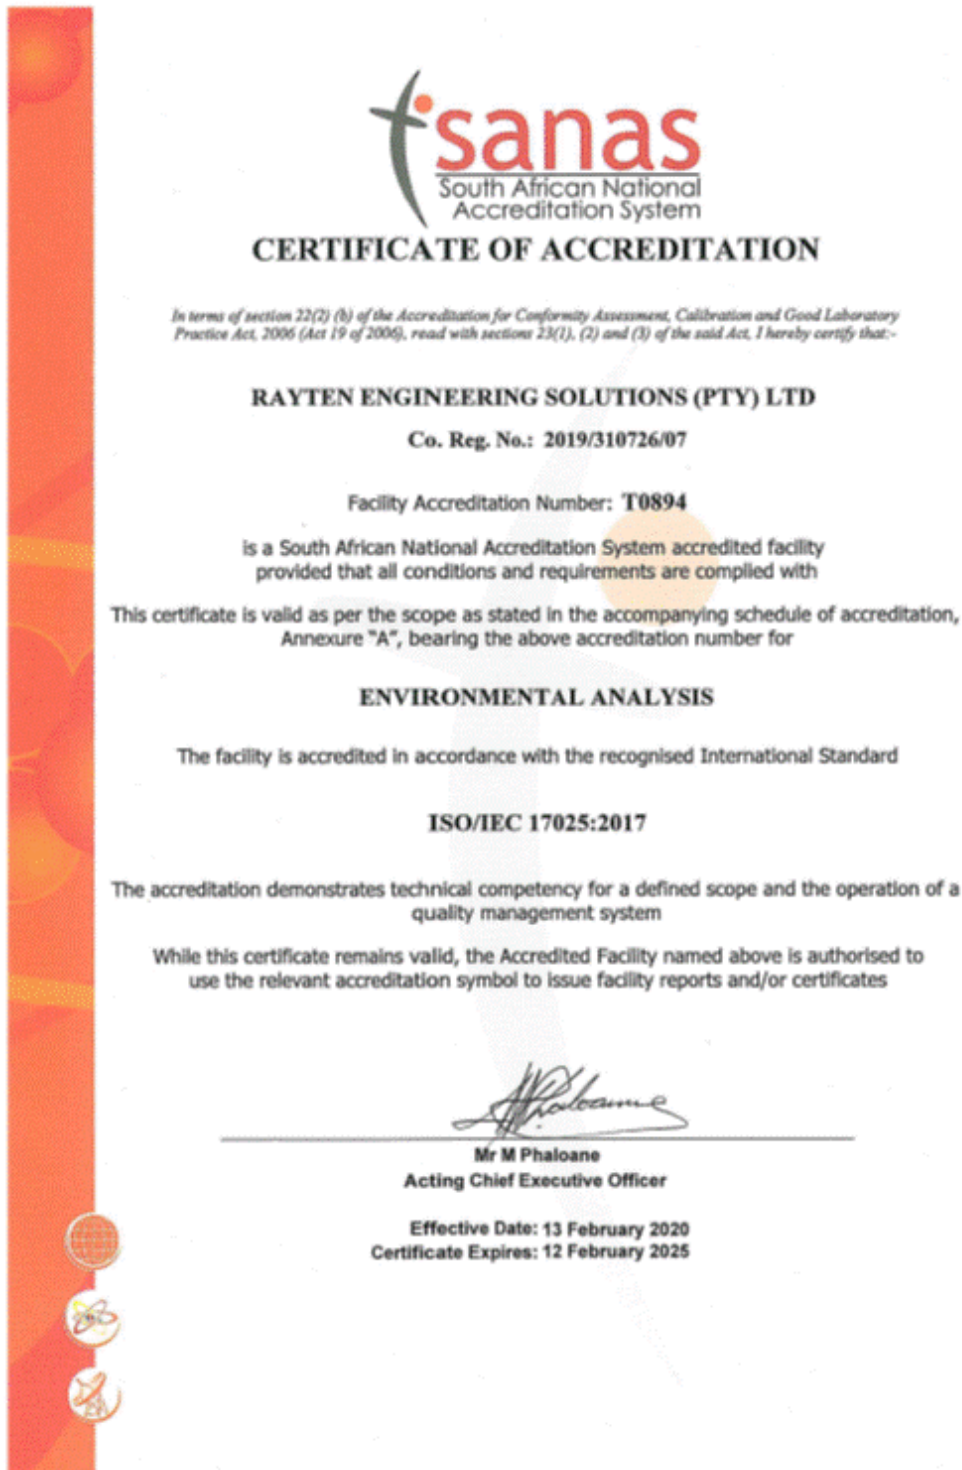 sanas
South African National
Accreditation System
CERTIFICATE OF ACCREDITATION
In terms of section 22(2) (b) of the Accreditation for Conformity Assessment, Calibration and Good Laboratory
Practice Act, 2006 (Act 19 of 2006), read with sections 23(1), (2) and (3) of the said Act, I hereby certify that:-
RAYTEN ENGINEERING SOLUTIONS (PTY) LTD
Co. Reg. No.: 2019/310726/07
Facility Accreditation Number: T0894
is a South African National Accreditation System accredited facility
provided that all conditions and requirements are complied with
This certificate is valid as per the scope as stated in the accompanying schedule of accreditation,
Annexure "A", bearing the above accreditation number for
ENVIRONMENTAL ANALYSIS
The facility is accredited in accordance with the recognised International Standard
ISO/IEC 17025:2017
The accreditation demonstrates technical competency for a defined scope and the operation of a
quality management system
While this certificate remains valid, the Accredited Facility named above is authorised to
use the relevant accreditation symbol to issue facility reports and/or certificates
Mr M Phaloane
Acting Chief Executive Officer
Effective Date: 13 February 2020
Certificate Expires: 12 February 2025